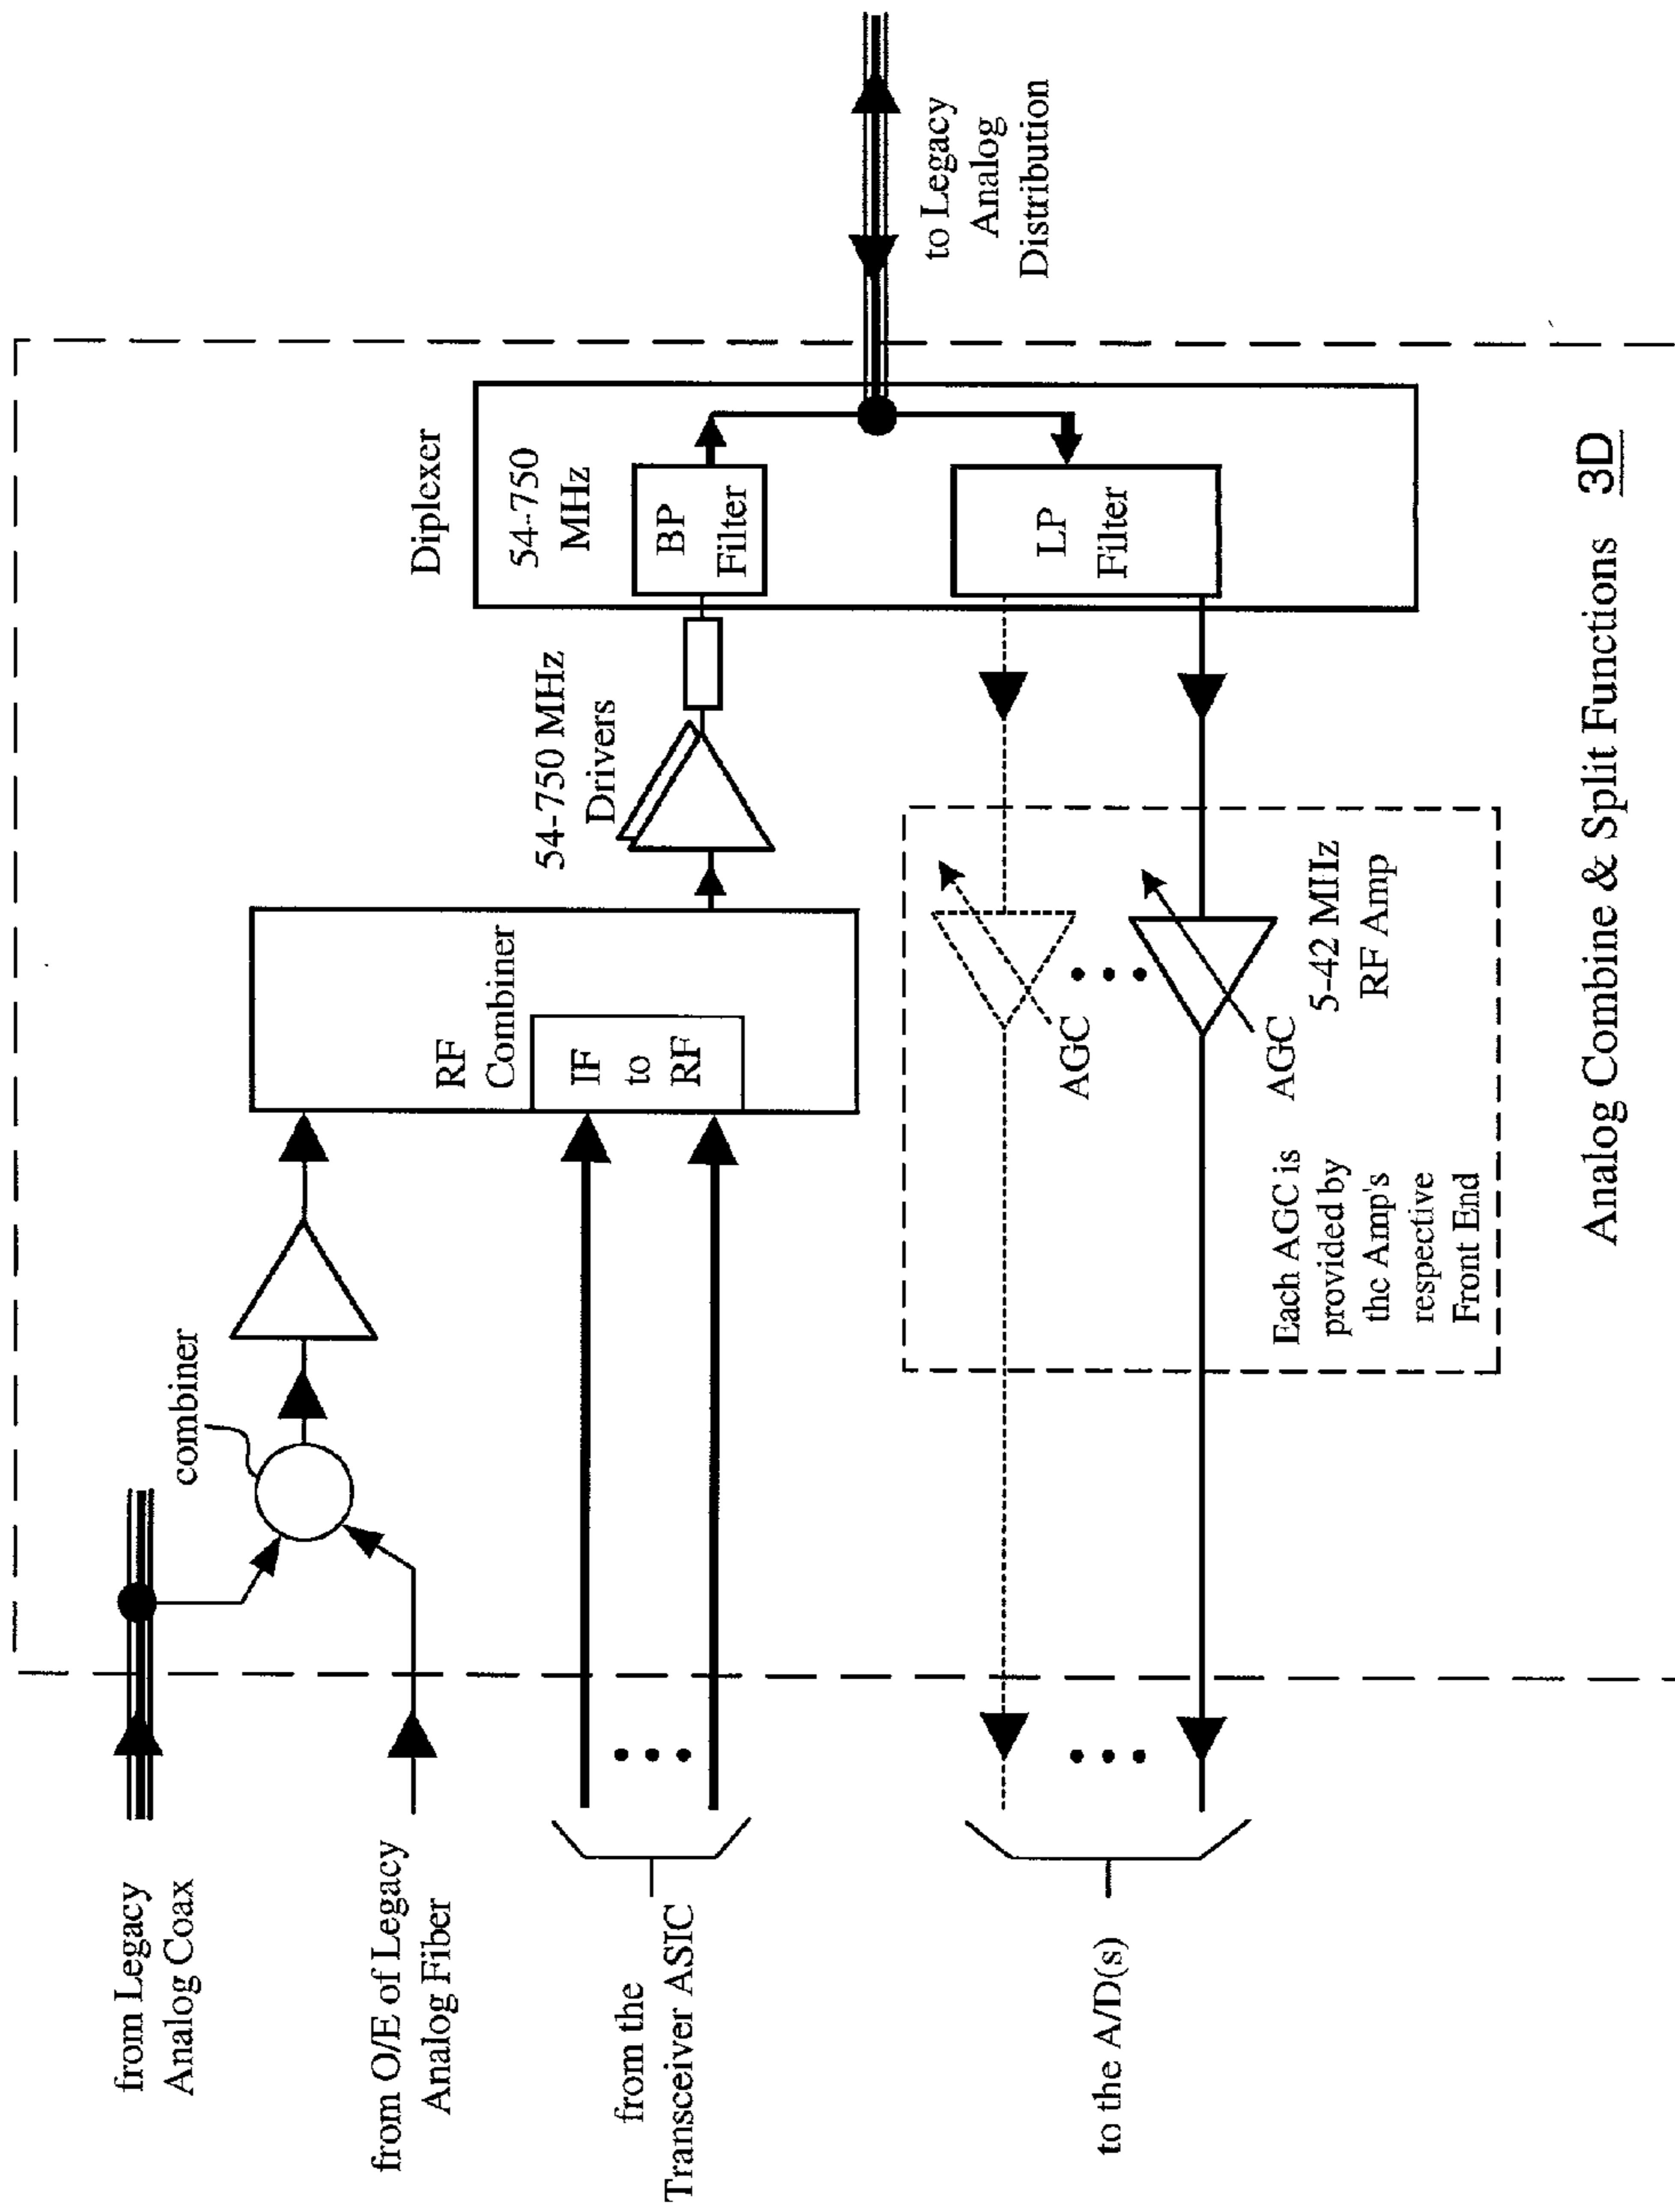 from Legacy
Analog Coax
from O/E of Legacy
Analog Fiber
from the
Transceiver ASIC
to the A/D(s)
combiner
RF
Combiner
IF
to
RF
54-750 MHz
Drivers
Diplexer
54-750
MHz
BP
Filter
LP
Filter
to Legacy
Analog
Distribution
AGC
AGC
5-42 MHz
RF Amp
Each AGC is
provided by
the Amp's
respective
Front End
Analog Combine & Split Functions 3D